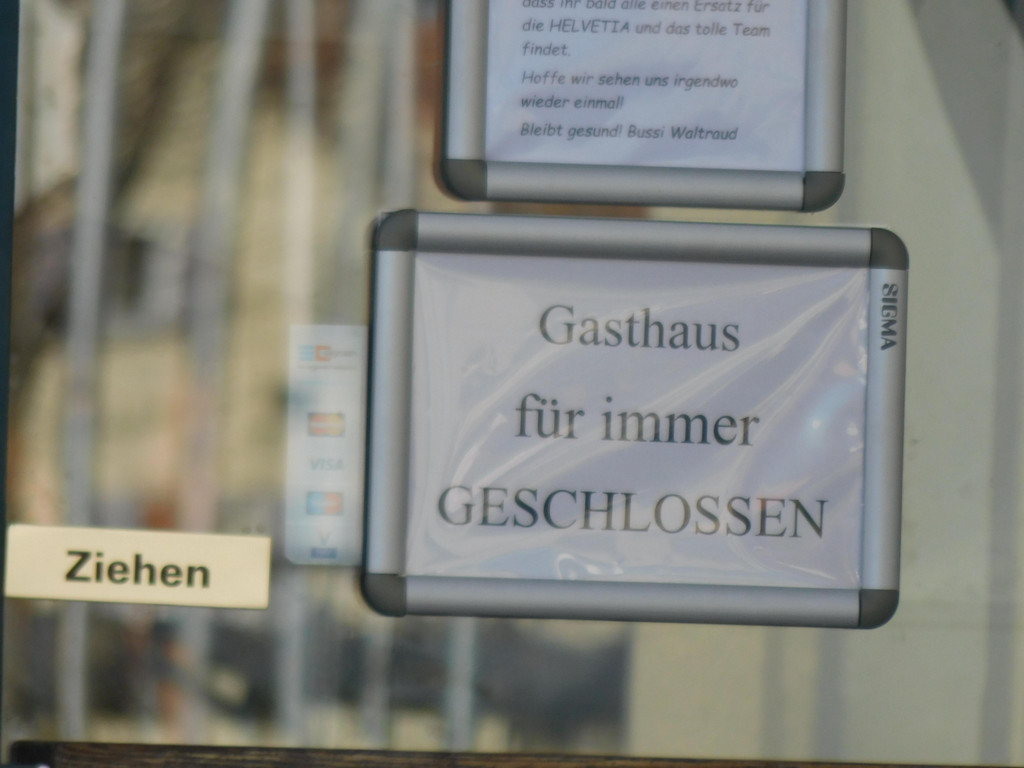 dass ihr bald alle einen Ersatz für
die HELVETIA und das tolle Team
findet.
Hoffe wir sehen uns irgendwo
wieder einmal!
Bleibt gesund! Bussi Waltraud
Gasthaus
für immer
GESCHLOSSEN
SIGMA
VISA
V
Ziehen